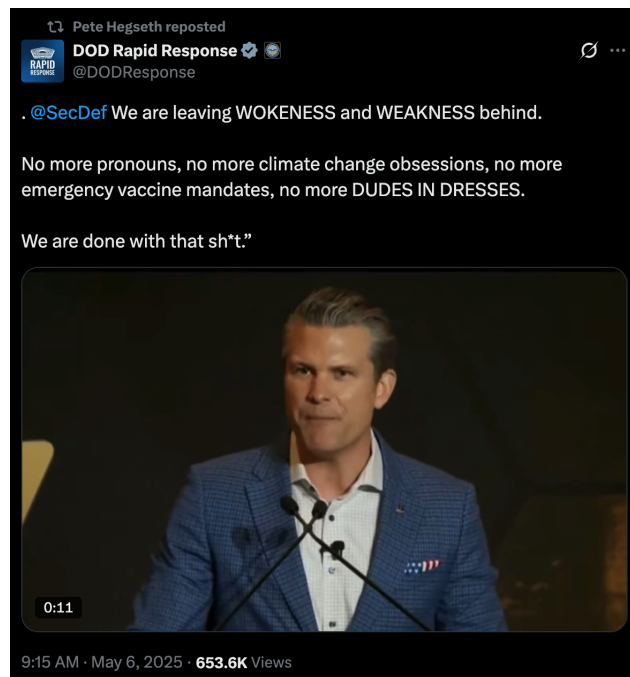 Pete Hegseth reposted
DOD Rapid Response
RAPID
RESPONSE
@DODResponse
. @SecDef We are leaving WOKENESS and WEAKNESS behind.
No more pronouns, no more climate change obsessions, no more
emergency vaccine mandates, no more DUDES IN DRESSES.
We are done with that sh*t.”
0:11
9:15 AM · May 6, 2025 · 653.6K Views